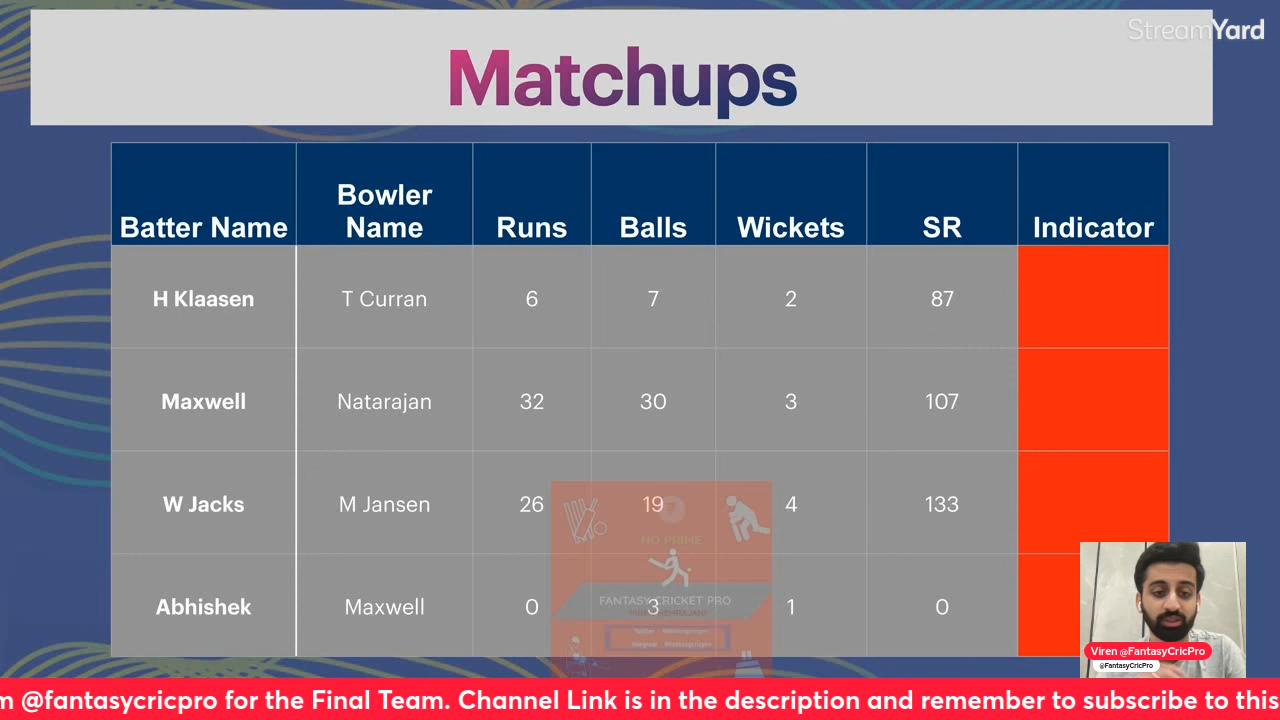 StreamYard
Matchups
Batter Name Bowler Name Runs Balls Wickets SR Indicator
H Klaasen T Curran 6 7 2 87
Maxwell Natarajan 32 30 3 107
W Jacks M Jansen 26 19 4 133
NO PRIME
FANTASY CRICKET PRO
Abhishek Maxwell 0 3 1 0
Viren @FantasyCricPro
@FantasyCricPro
@fantasycricpro for the Final Team. Channel Link is in the description and remember to subscribe to this